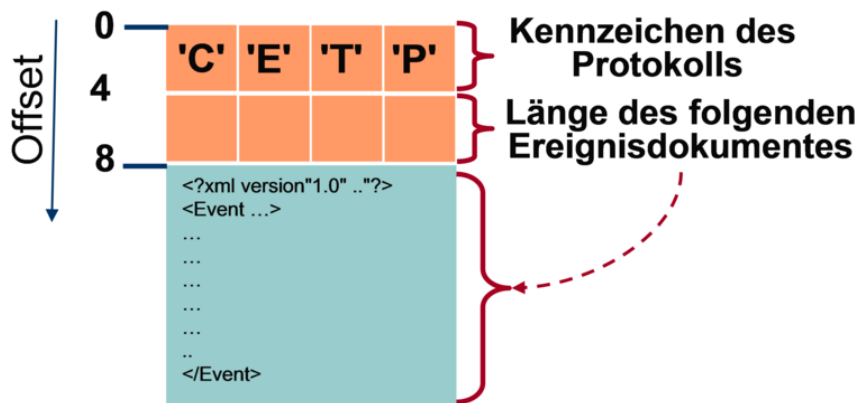 Offset
0
'C' 'E' 'T' 'P'
Kennzeichen des
Protokolls
4
Länge des folgenden
Ereignisdokumentes
8
<?xml version"1.0" .."?>
<Event …>
…
…
…
…
…
..
</Event>